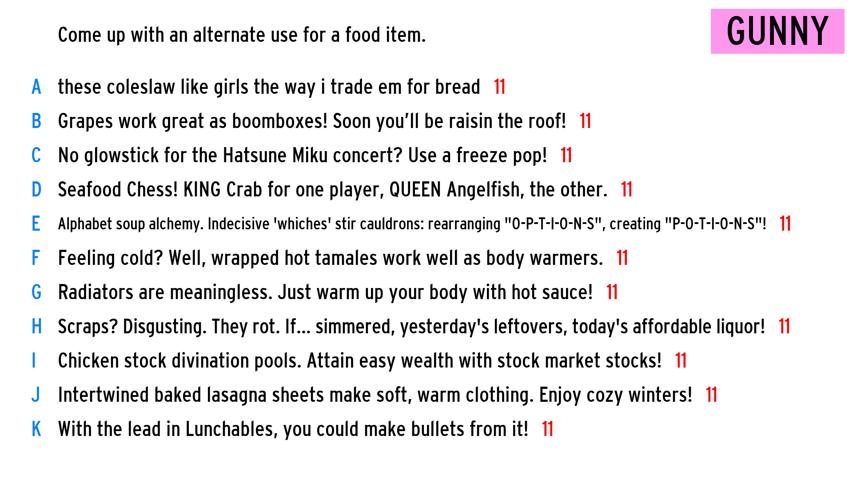 Come up with an alternate use for a food item.
GUNNY
A these coleslaw like girls the way i trade em for bread 11
B Grapes work great as boomboxes! Soon you'll be raisin the roof! 11
C No glowstick for the Hatsune Miku concert? Use a freeze pop! 11
D Seafood Chess! KING Crab for one player, QUEEN Angelfish, the other. 11
E Alphabet soup alchemy. Indecisive 'whiches' stir cauldrons: rearranging "O-P-T-I-O-N-S", creating "P-O-T-I-O-N-S"! 11
F Feeling cold? Well, wrapped hot tamales work well as body warmers. 11
G Radiators are meaningless. Just warm up your body with hot sauce! 11
H Scraps? Disgusting. They rot. If... simmered, yesterday's leftovers, today's affordable liquor! 11
I Chicken stock divination pools. Attain easy wealth with stock market stocks! 11
J Intertwined baked lasagna sheets make soft, warm clothing. Enjoy cozy winters! 11
K With the lead in Lunchables, you could make bullets from it! 11